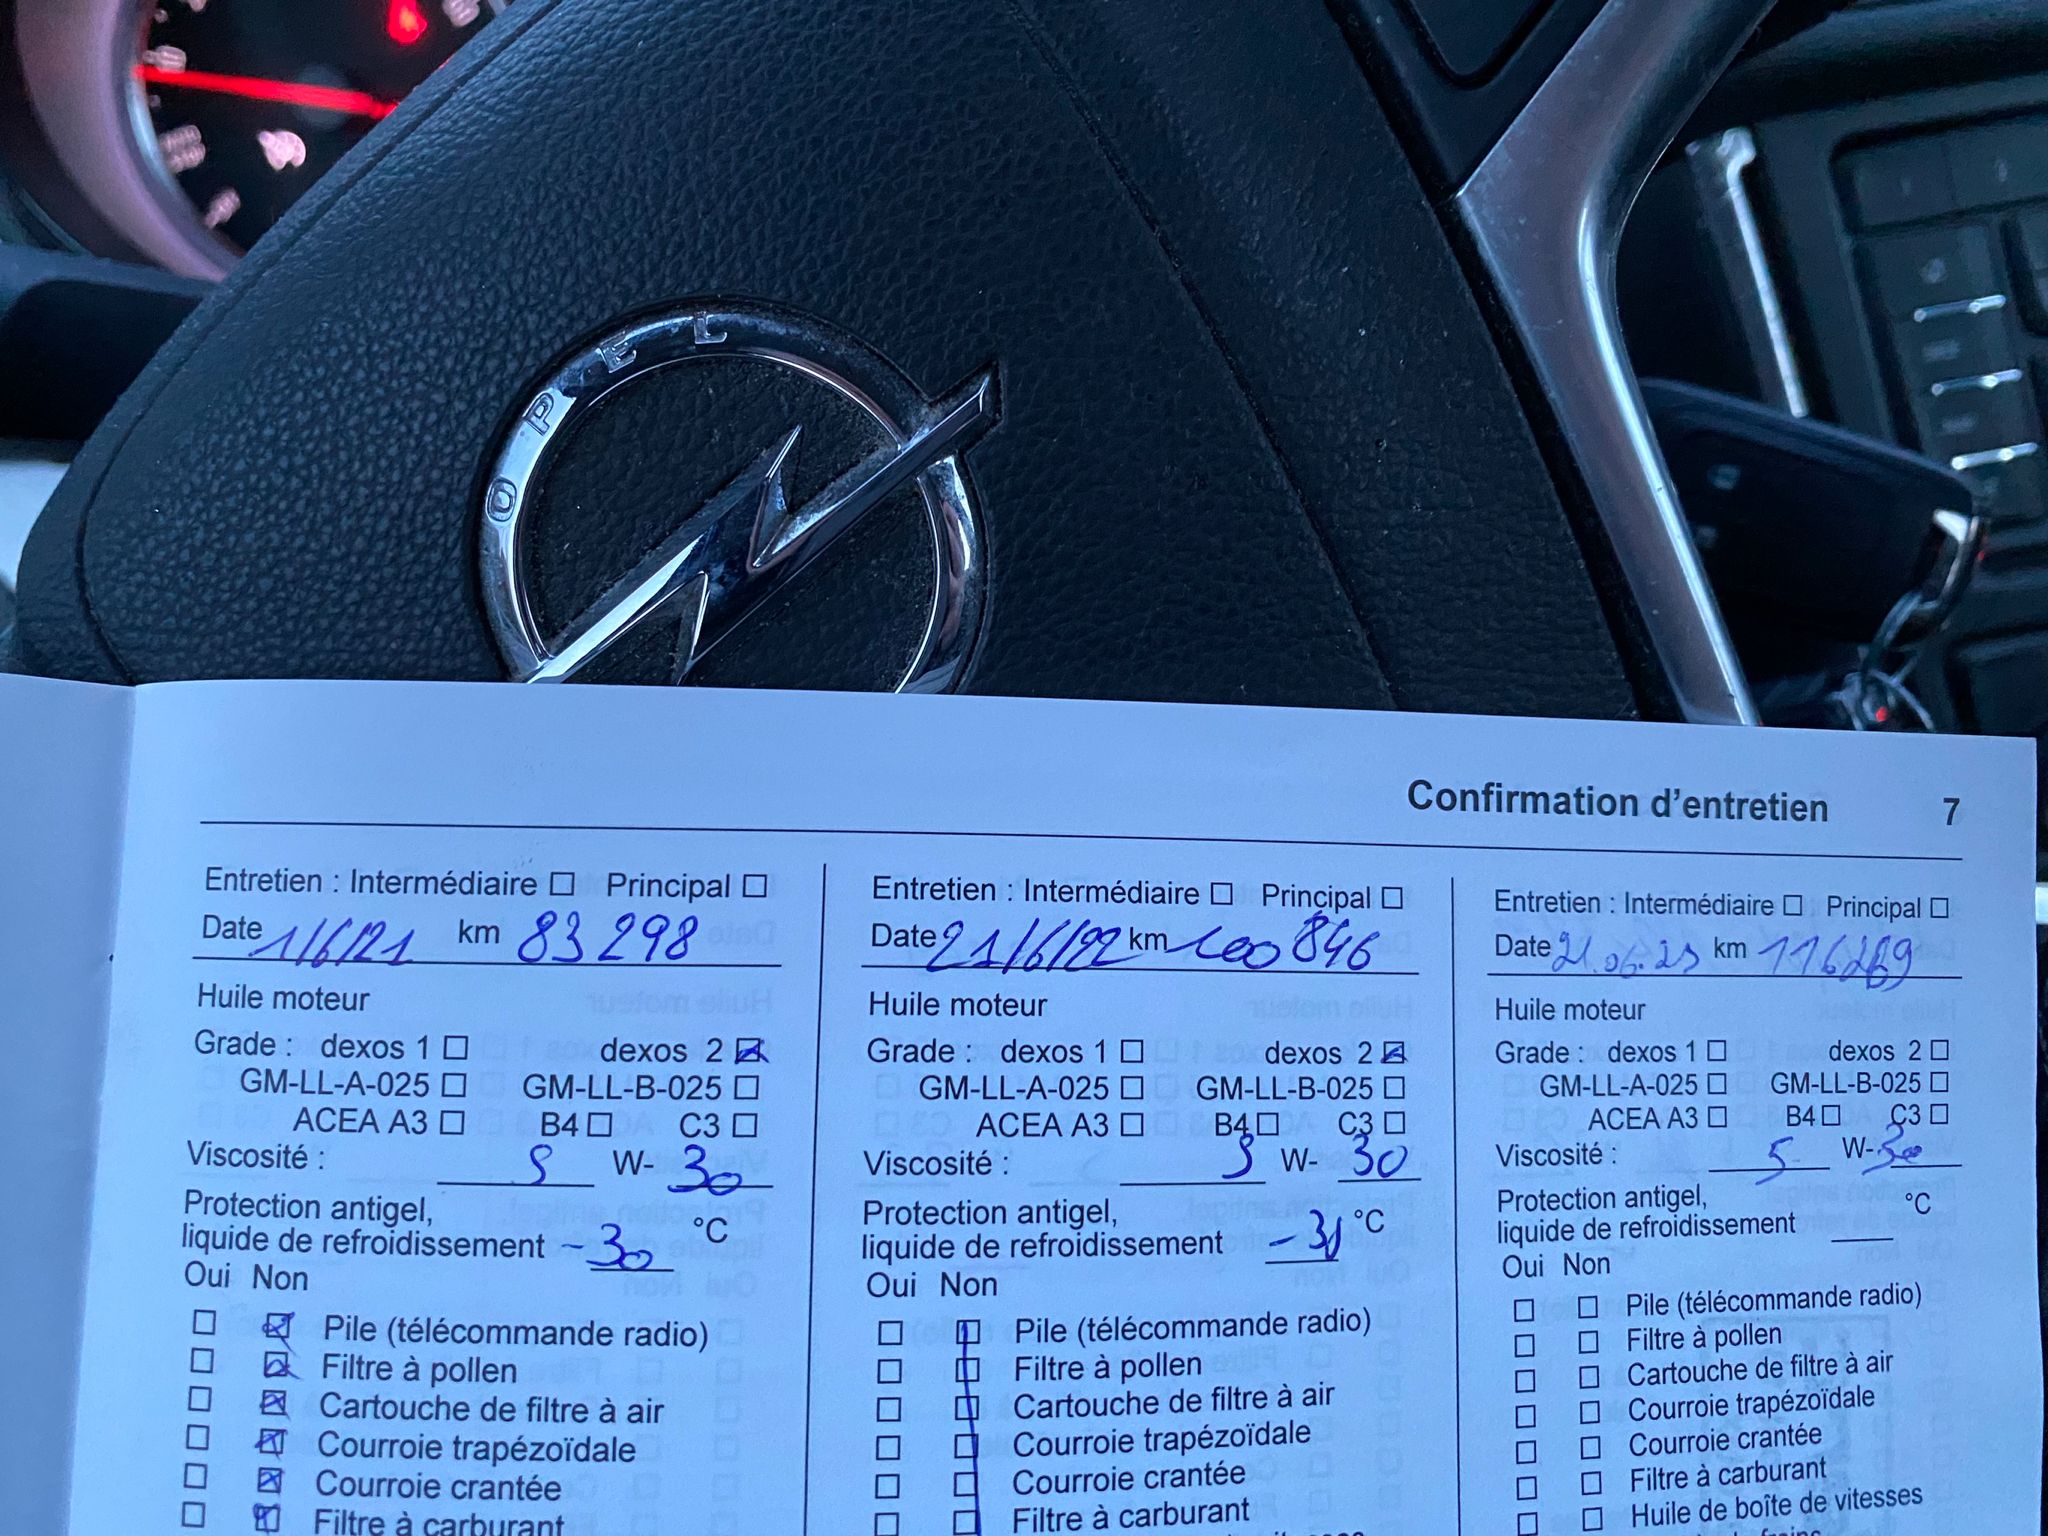 OPEL
Confirmation d'entretien 7
Entretien : Intermédiaire ☐ Principal ☐
Date 1/6/21 km 83 298
Huile moteur
Grade : dexos 1 ☐ dexos 2 ☒
GM-LL-A-025 ☐ GM-LL-B-025 ☐
ACEA A3 ☐ B4 ☐ C3 ☐
Viscosité : 5 W- 30
Protection antigel,
liquide de refroidissement -30 °C
Oui Non
☐ ☒ Pile (télécommande radio)
☐ ☒ Filtre à pollen
☐ ☒ Cartouche de filtre à air
☐ ☒ Courroie trapézoïdale
☐ ☒ Courroie crantée
☐ ☒ Filtre à carburant
Entretien : Intermédiaire ☐ Principal ☐
Date 21/6/22 km 100 846
Huile moteur
Grade : dexos 1 ☐ dexos 2 ☒
GM-LL-A-025 ☐ GM-LL-B-025 ☐
ACEA A3 ☐ B4 ☐ C3 ☐
Viscosité : 5 W- 30
Protection antigel,
liquide de refroidissement °C
Oui Non
☐ ☐ Pile (télécommande radio)
☐ ☐ Filtre à pollen
☐ ☐ Cartouche de filtre à air
☐ ☐ Courroie trapézoïdale
☐ ☐ Courroie crantée
☐ ☐ Filtre à carburant
Entretien : Intermédiaire ☐ Principal ☐
Date 21.06.23 km 116269
Huile moteur
Grade : dexos 1 ☐ dexos 2 ☐
GM-LL-A-025 ☐ GM-LL-B-025 ☐
ACEA A3 ☐ B4 ☐ C3 ☐
Viscosité : 5 W- 30
Protection antigel, °C
liquide de refroidissement
Oui Non
☐ ☐ Pile (télécommande radio)
☐ ☐ Filtre à pollen
☐ ☐ Cartouche de filtre à air
☐ ☐ Courroie trapézoïdale
☐ ☐ Courroie crantée
☐ ☐ Filtre à carburant
☐ ☐ Huile de boîte de vitesses